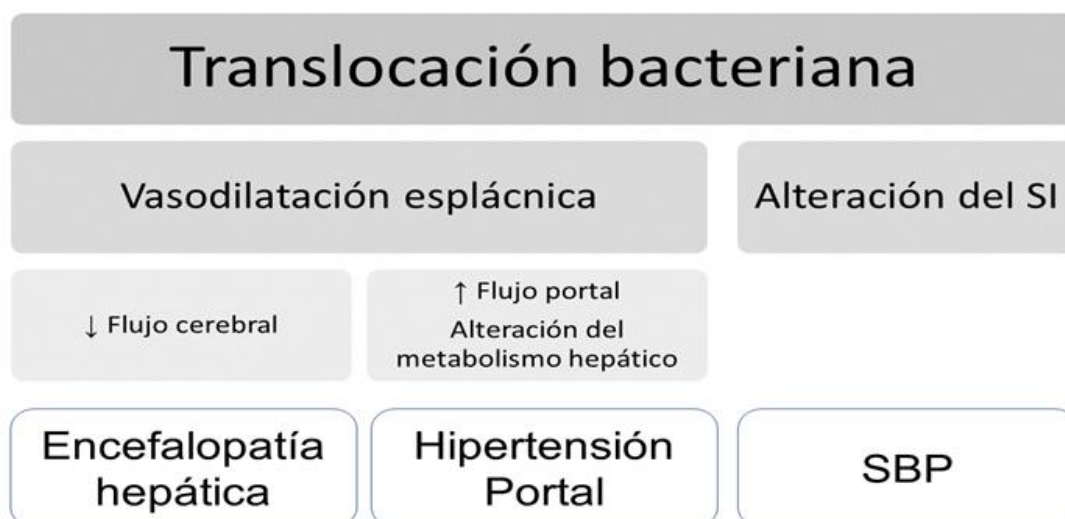 Translocación bacteriana
Vasodilatación esplácnica
Alteración del SI
↓ Flujo cerebral
↑ Flujo portal
Alteración del
metabolismo hepático
Encefalopatía
hepática
Hipertensión
Portal
SBP